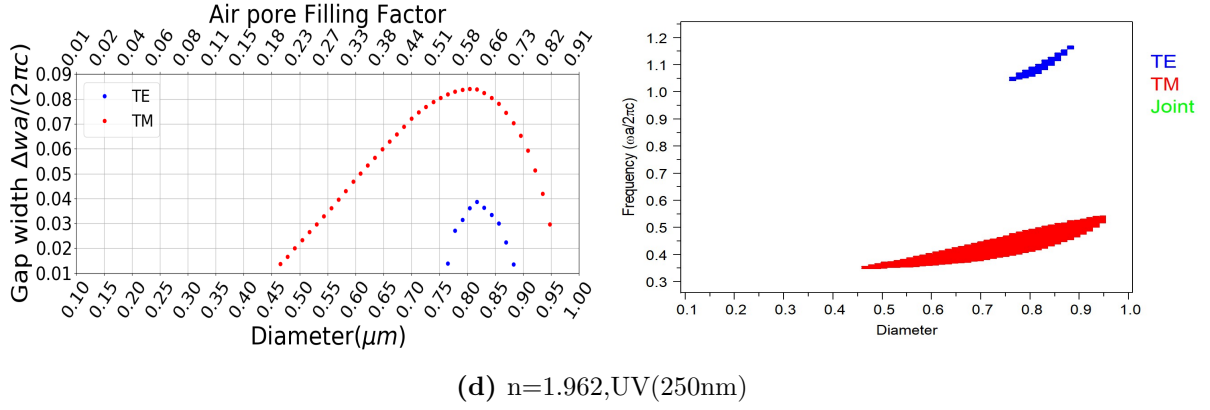 Air pore Filling Factor
0.01 0.02 0.04 0.06 0.08 0.11 0.14 0.18 0.23 0.27 0.33 0.38 0.44 0.51 0.58 0.66 0.73 0.82 0.91
Gap width Δwa/(2πc)
0.09
0.08
0.07
0.06
0.05
0.04
0.03
0.02
0.01
TE
TM
0.10 0.15 0.20 0.25 0.30 0.35 0.40 0.45 0.50 0.55 0.60 0.65 0.70 0.75 0.80 0.85 0.90 0.95 1.00
Diameter(μm)
Frequency (ωa/2πc)
1.2
1.1
1.0
0.9
0.8
0.7
0.6
0.5
0.4
0.3
0.1 0.2 0.3 0.4 0.5 0.6 0.7 0.8 0.9 1.0
Diameter
TE
TM
Joint
(d) n=1.962,UV(250nm)